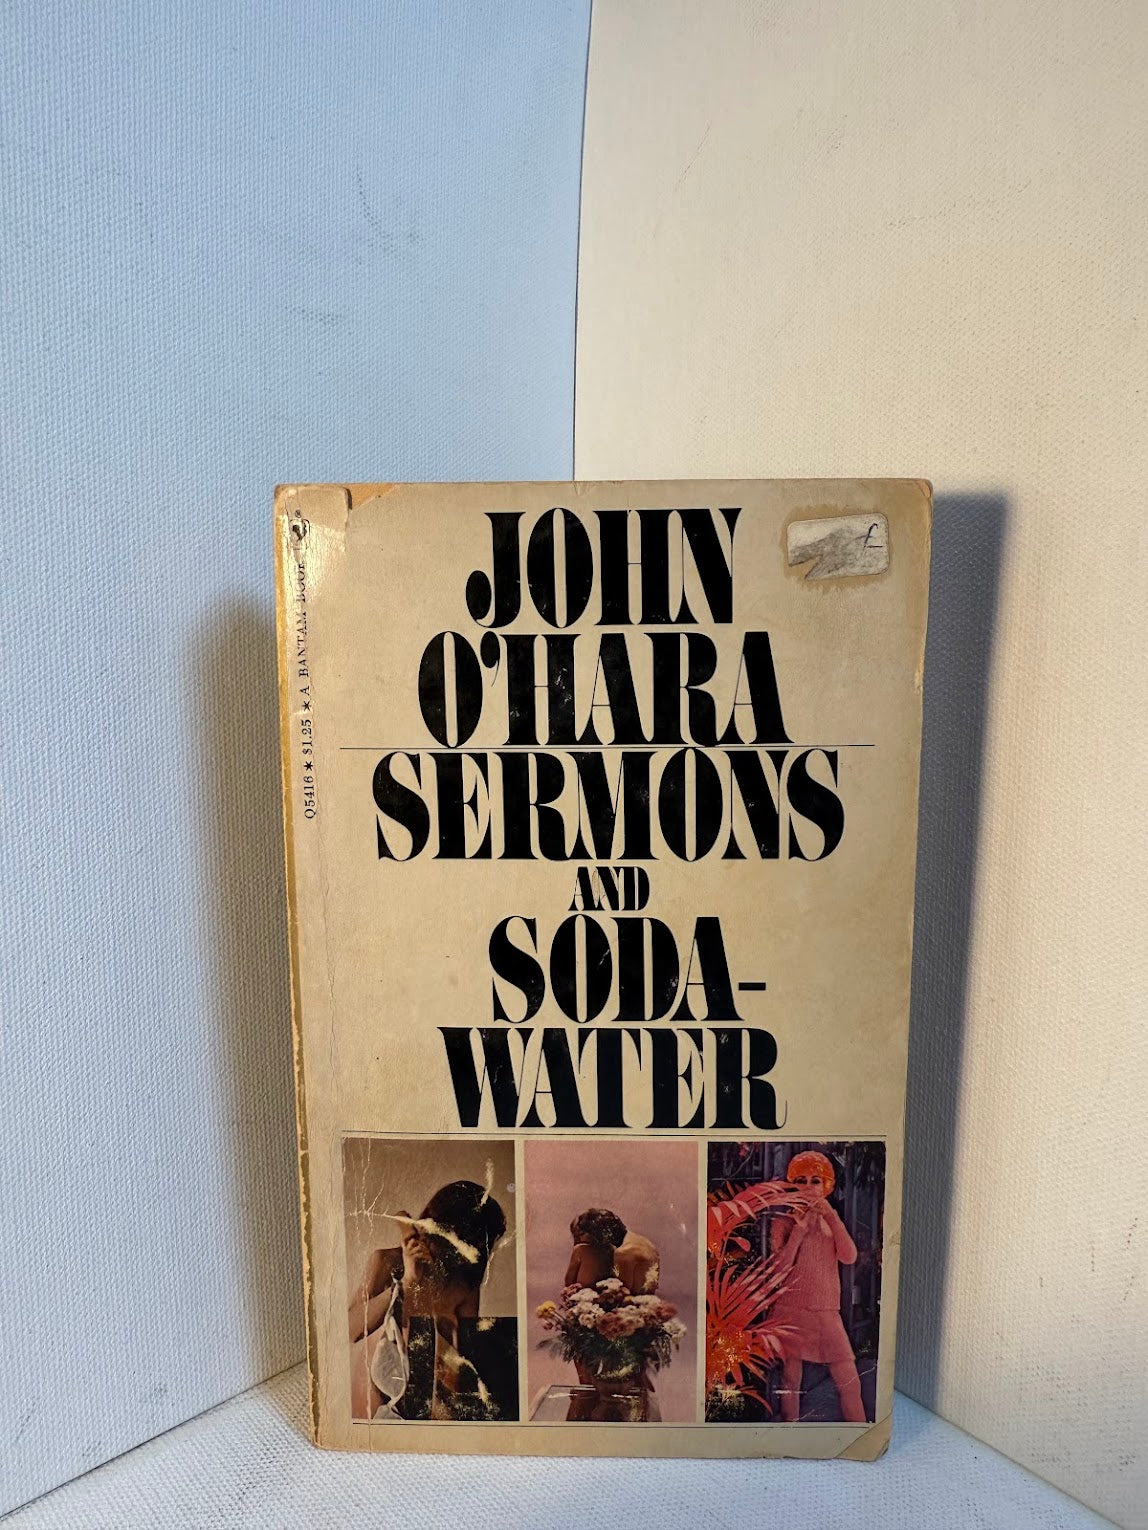 JOHN
O'HARA
SERMONS
AND
SODA-
WATER
Q5416 * $1.25 * A BANTAM BOOK
£